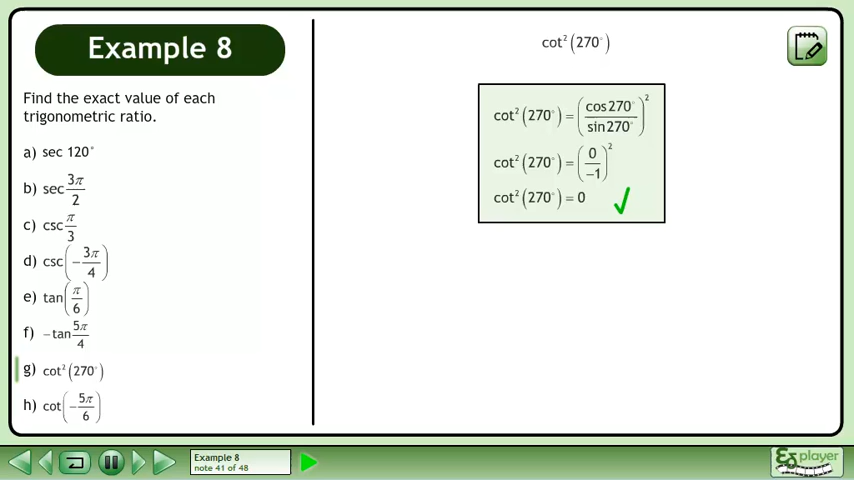 Example 8
Find the exact value of each
trigonometric ratio.
a) sec 120°
b) sec 3π/2
c) csc π/3
d) csc(−3π/4)
e) tan(π/6)
f) −tan 5π/4
g) cot²(270°)
h) cot(−5π/6)
cot²(270°)
cot²(270°) = (cos270°/sin270°)²
cot²(270°) = (0/−1)²
cot²(270°) = 0 ✓
Example 8
note 41 of 48
player